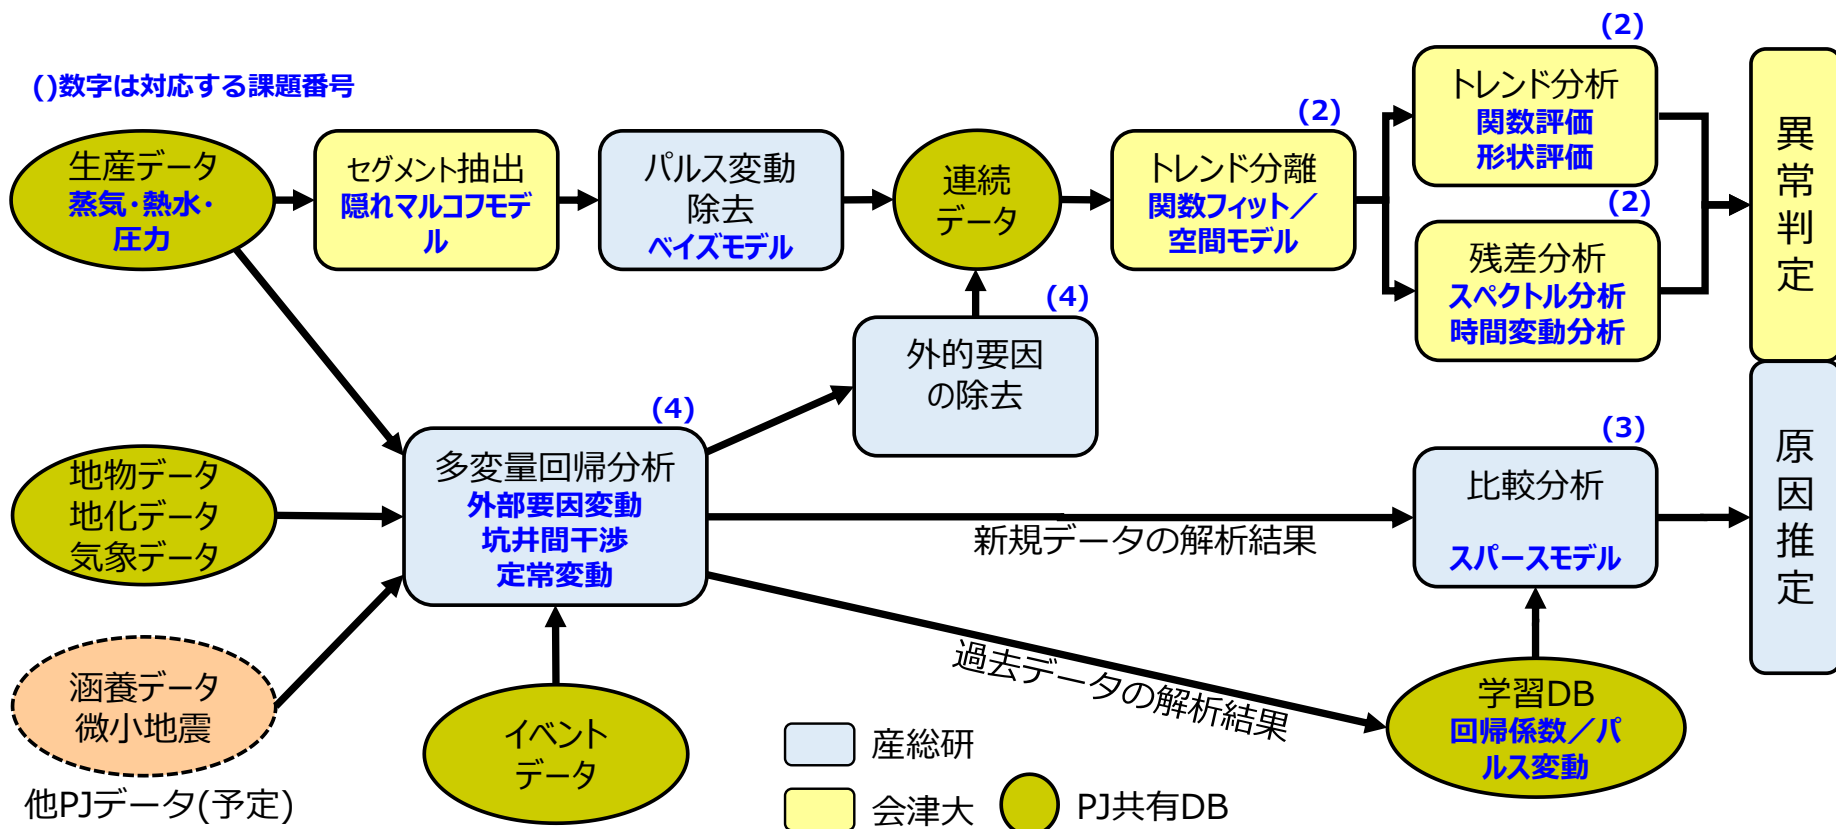 ()数字は対応する課題番号
生産データ
蒸気・熱水・
圧力
セグメント抽出
隠れマルコフモデ
ル
パルス変動
除去
ベイズモデル
連続
データ
(2)
トレンド分離
関数フィット／
空間モデル
(2)
トレンド分析
関数評価
形状評価
(2)
残差分析
スペクトル分析
時間変動分析
異常判定
(4)
外的要因
の除去
地物データ
地化データ
気象データ
(4)
多変量回帰分析
外部要因変動
坑井間干渉
定常変動
新規データの解析結果
(3)
比較分析
スパースモデル
原因推定
涵養データ
微小地震
他PJデータ(予定)
イベント
データ
過去データの解析結果
学習DB
回帰係数／パ
ルス変動
産総研
会津大
PJ共有DB